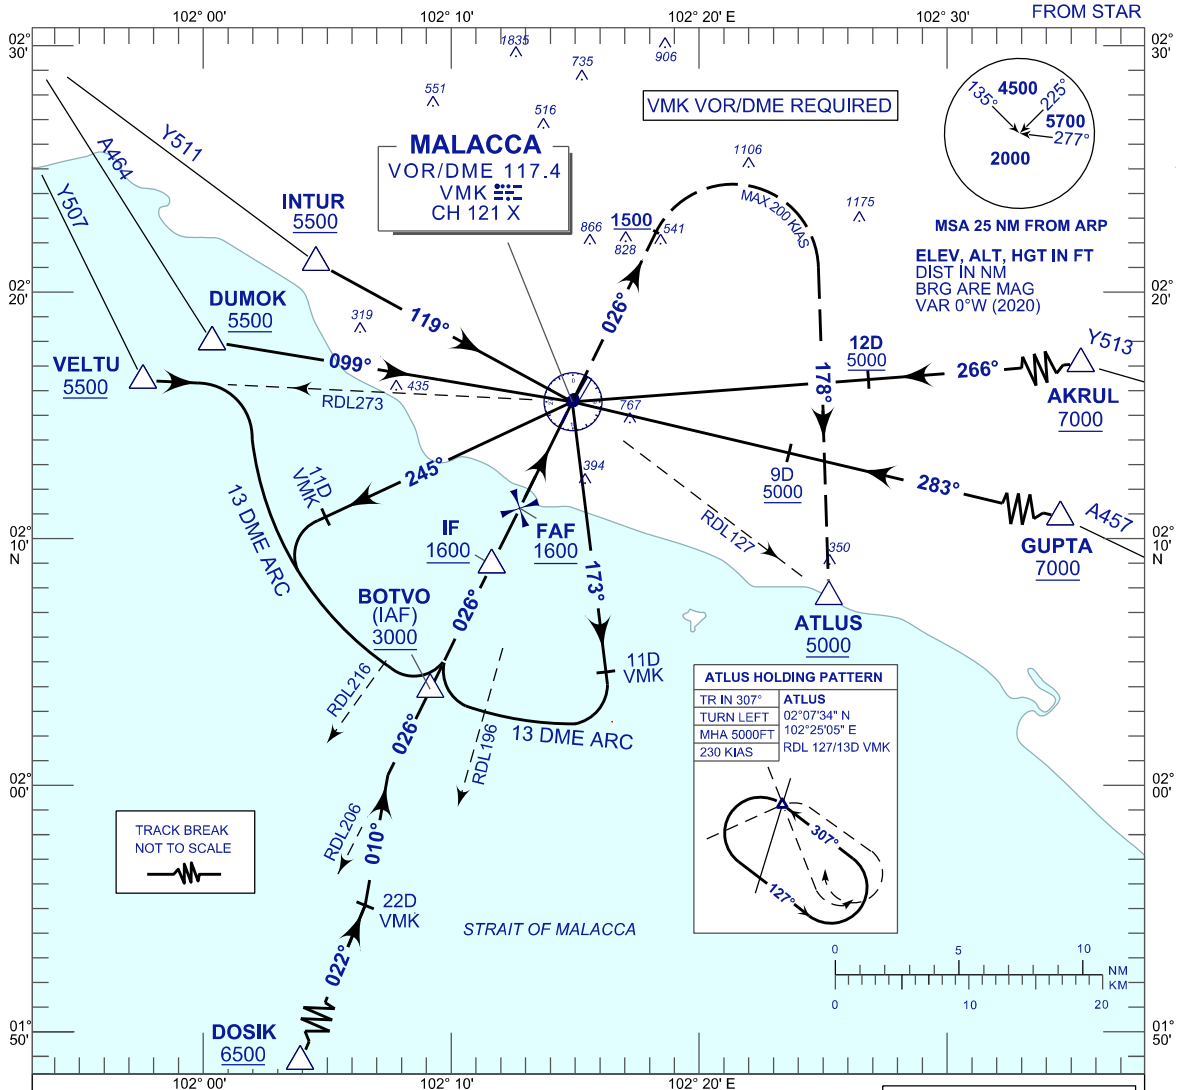 FROM STAR
102° 00'
102° 10'
102° 20' E
102° 30'
02°
30'
02°
30'
1835
735
906
551
516
VMK VOR/DME REQUIRED
135°
4500
225°
5700
277°
2000
MSA 25 NM FROM ARP
ELEV, ALT, HGT IN FT
DIST IN NM
BRG ARE MAG
VAR 0°W (2020)
Y511
A464
Y507
MALACCA
VOR/DME 117.4
VMK
CH 121 X
1106
1175
MAX 200 KIAS
INTUR
5500
1500
866
828
541
02
20'
02°
20'
DUMOK
5500
319
119°
026°
VELTU
5500
099°
435
RDL273
767
12D
5000
178°
266°
Y513
AKRUL
7000
245°
11D
VMK
13 DME ARC
394
9D
5000
283°
A457
GUPTA
7000
RDL127
350
02°
10'
N
02°
10'
N
IF
1600
FAF
1600
173°
026°
BOTVO
(IAF)
3000
ATLUS
5000
11D
VMK
RDL216
026°
RDL196
13 DME ARC
ATLUS HOLDING PATTERN
TR IN 307°
TURN LEFT
MHA 5000FT
230 KIAS
ATLUS
02°07'34" N
102°25'05" E
RDL 127/13D VMK
307°
127°
02°
00'
02°
00'
TRACK BREAK
NOT TO SCALE
RDL206
010°
22D
VMK
STRAIT OF MALACCA
022°
0
5
10
NM
KM
0
10
20
01°
50'
01°
50'
DOSIK
6500
102° 00'
102° 10'
102° 20' E
102° 30'